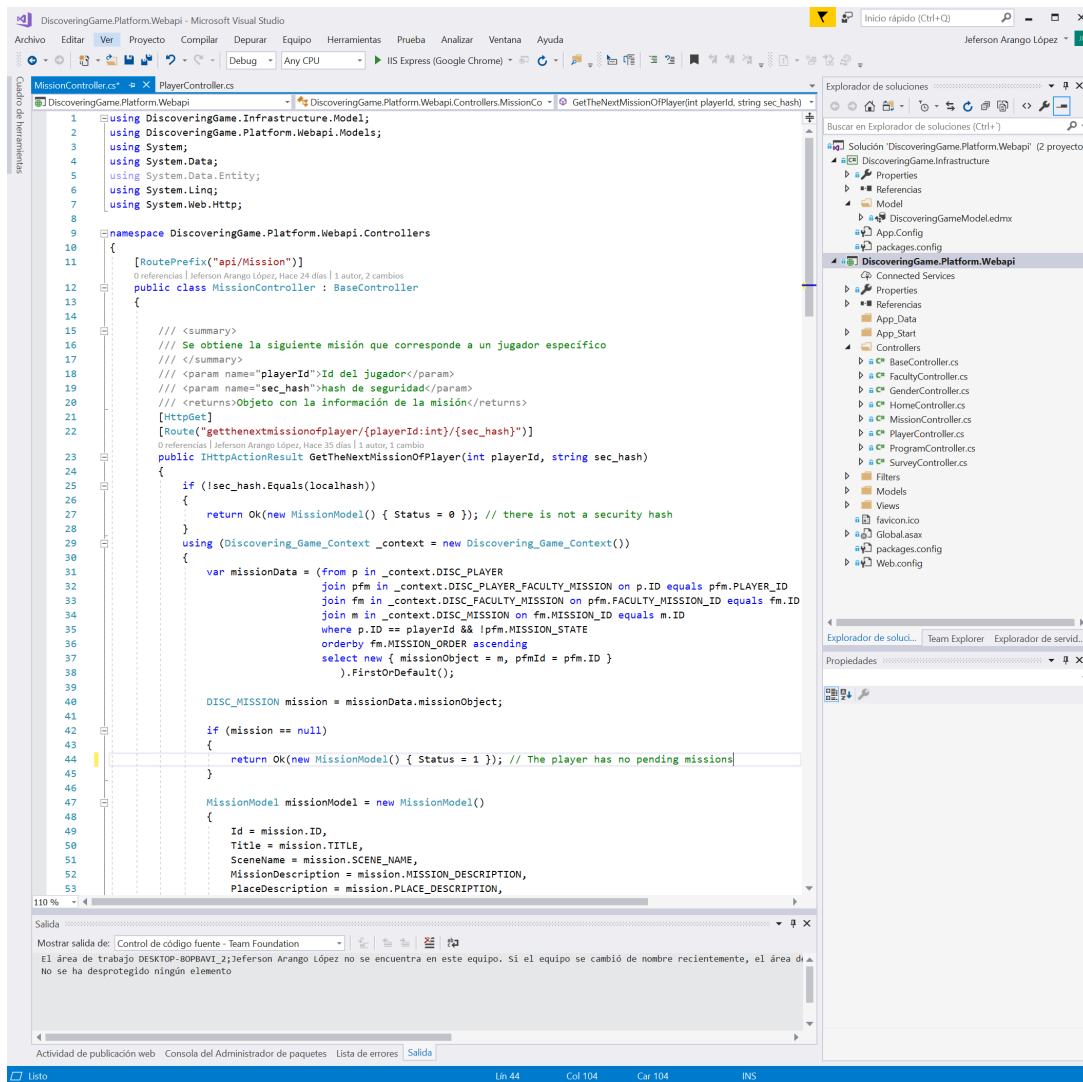 DiscoveringGame.Platform.Webapi - Microsoft Visual Studio
Inicio rápido (Ctrl+Q)
Archivo Editar Ver Proyecto Compilar Depurar Equipo Herramientas Prueba Analizar Ventana Ayuda
Jeferson Arango López
Debug Any CPU IIS Express (Google Chrome)
Cuadro de herramientas
MissionController.cs* PlayerController.cs
DiscoveringGame.Platform.Webapi DiscoveringGame.Platform.Webapi.Controllers.MissionCo GetTheNextMissionOfPlayer(int playerId, string sec_hash)
1 using DiscoveringGame.Infrastructure.Model;
2 using DiscoveringGame.Platform.Webapi.Models;
3 using System;
4 using System.Data;
5 using System.Data.Entity;
6 using System.Linq;
7 using System.Web.Http;
8
9 namespace DiscoveringGame.Platform.Webapi.Controllers
10 {
11 [RoutePrefix("api/Mission")]
0 referencias | Jeferson Arango López, Hace 24 días | 1 autor, 2 cambios
12 public class MissionController : BaseController
13 {
14
15 /// <summary>
16 /// Se obtiene la siguiente misión que corresponde a un jugador específico
17 /// </summary>
18 /// <param name="playerId">Id del jugador</param>
19 /// <param name="sec_hash">hash de seguridad</param>
20 /// <returns>Objeto con la información de la misión</returns>
21 [HttpGet]
22 [Route("getthenextmissionofplayer/{playerId:int}/{sec_hash}")]
0 referencias | Jeferson Arango López, Hace 35 días | 1 autor, 1 cambio
23 public IHttpActionResult GetTheNextMissionOfPlayer(int playerId, string sec_hash)
24 {
25 if (!sec_hash.Equals(localhash))
26 {
27 return Ok(new MissionModel() { Status = 0 }); // there is not a security hash
28 }
29 using (Discovering_Game_Context _context = new Discovering_Game_Context())
30 {
31 var missionData = (from p in _context.DISC_PLAYER
32 join pfm in _context.DISC_PLAYER_FACULTY_MISSION on p.ID equals pfm.PLAYER_ID
33 join fm in _context.DISC_FACULTY_MISSION on pfm.FACULTY_MISSION_ID equals fm.ID
34 join m in _context.DISC_MISSION on fm.MISSION_ID equals m.ID
35 where p.ID == playerId && !pfm.MISSION_STATE
36 orderby fm.MISSION_ORDER ascending
37 select new { missionObject = m, pfmId = pfm.ID }
38 ).FirstOrDefault();
39
40 DISC_MISSION mission = missionData.missionObject;
41
42 if (mission == null)
43 {
44 return Ok(new MissionModel() { Status = 1 }); // The player has no pending missions
45 }
46
47 MissionModel missionModel = new MissionModel()
48 {
49 Id = mission.ID,
50 Title = mission.TITLE,
51 SceneName = mission.SCENE_NAME,
52 MissionDescription = mission.MISSION_DESCRIPTION,
53 PlaceDescription = mission.PLACE_DESCRIPTION,
110 %
Salida
Mostrar salida de: Control de código fuente - Team Foundation
El área de trabajo DESKTOP-8OPBAVI_2;Jeferson Arango López no se encuentra en este equipo. Si el equipo se cambió de nombre recientemente, el área d
No se ha desprotegido ningún elemento
Actividad de publicación web Consola del Administrador de paquetes Lista de errores Salida
Explorador de soluciones
Buscar en Explorador de soluciones (Ctrl+`)
Solución 'DiscoveringGame.Platform.Webapi' (2 proyecto
DiscoveringGame.Infrastructure
Properties
Referencias
Model
DiscoveringGameModel.edmx
App.Config
packages.config
DiscoveringGame.Platform.Webapi
Connected Services
Properties
Referencias
App_Data
App_Start
Controllers
BaseController.cs
FacultyController.cs
GenderController.cs
HomeController.cs
MissionController.cs
PlayerController.cs
ProgramController.cs
SurveyController.cs
Filters
Models
Views
favicon.ico
Global.asax
packages.config
Web.config
Explorador de soluci... Team Explorer Explorador de servid...
Propiedades
Listo Lín 44 Col 104 Car 104 INS